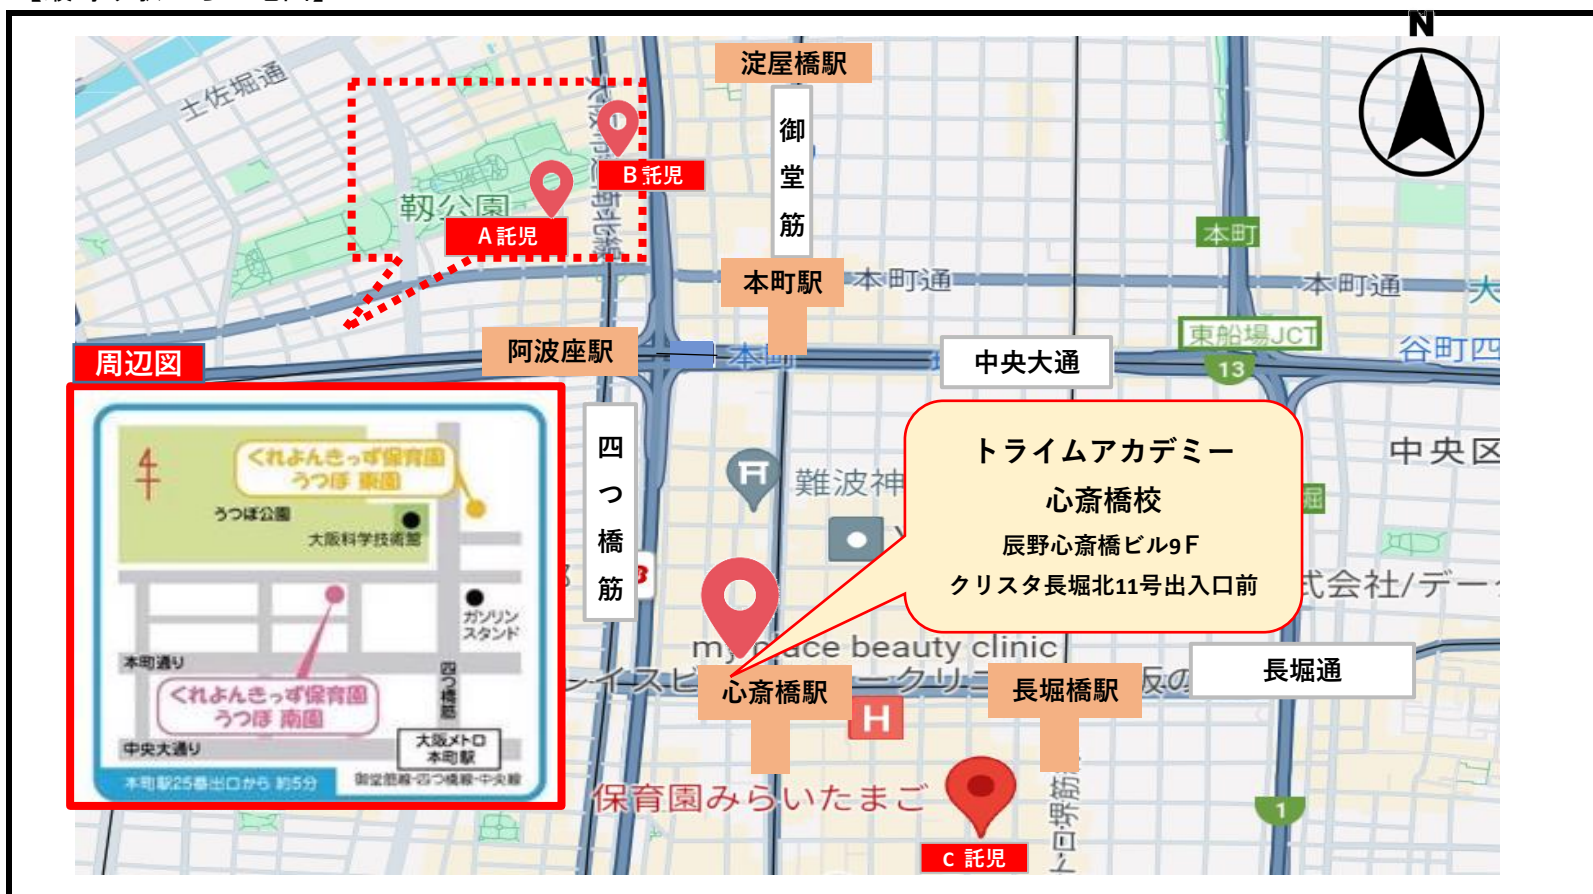 N
淀屋橋駅
土佐堀通
御堂筋
B 託児
靱公園
A 託児
本町
本町駅
本町通
本町通
大
東船場JCT
阿波座駅
本町
中央大通
13
谷町四
周辺図
四つ橋筋
難波神
中央区
トライムアカデミー
心斎橋校
辰野心斎橋ビル9F
クリスタ長堀北11号出入口前
式会社/デー
くれよんきっず保育園
うつぼ 東園
うつぼ公園
大阪科学技術館
ガソリン
スタンド
本町通り
四つ橋筋
くれよんきっず保育園
うつぼ 南園
中央大通り
大阪メトロ
本町駅
本町駅25番出口から 約5分
御堂筋線・四つ橋線・中央線
my place beauty clinic
心斎橋駅
長堀橋駅
長堀通
H
保育園みらいたまご
1
C 託児